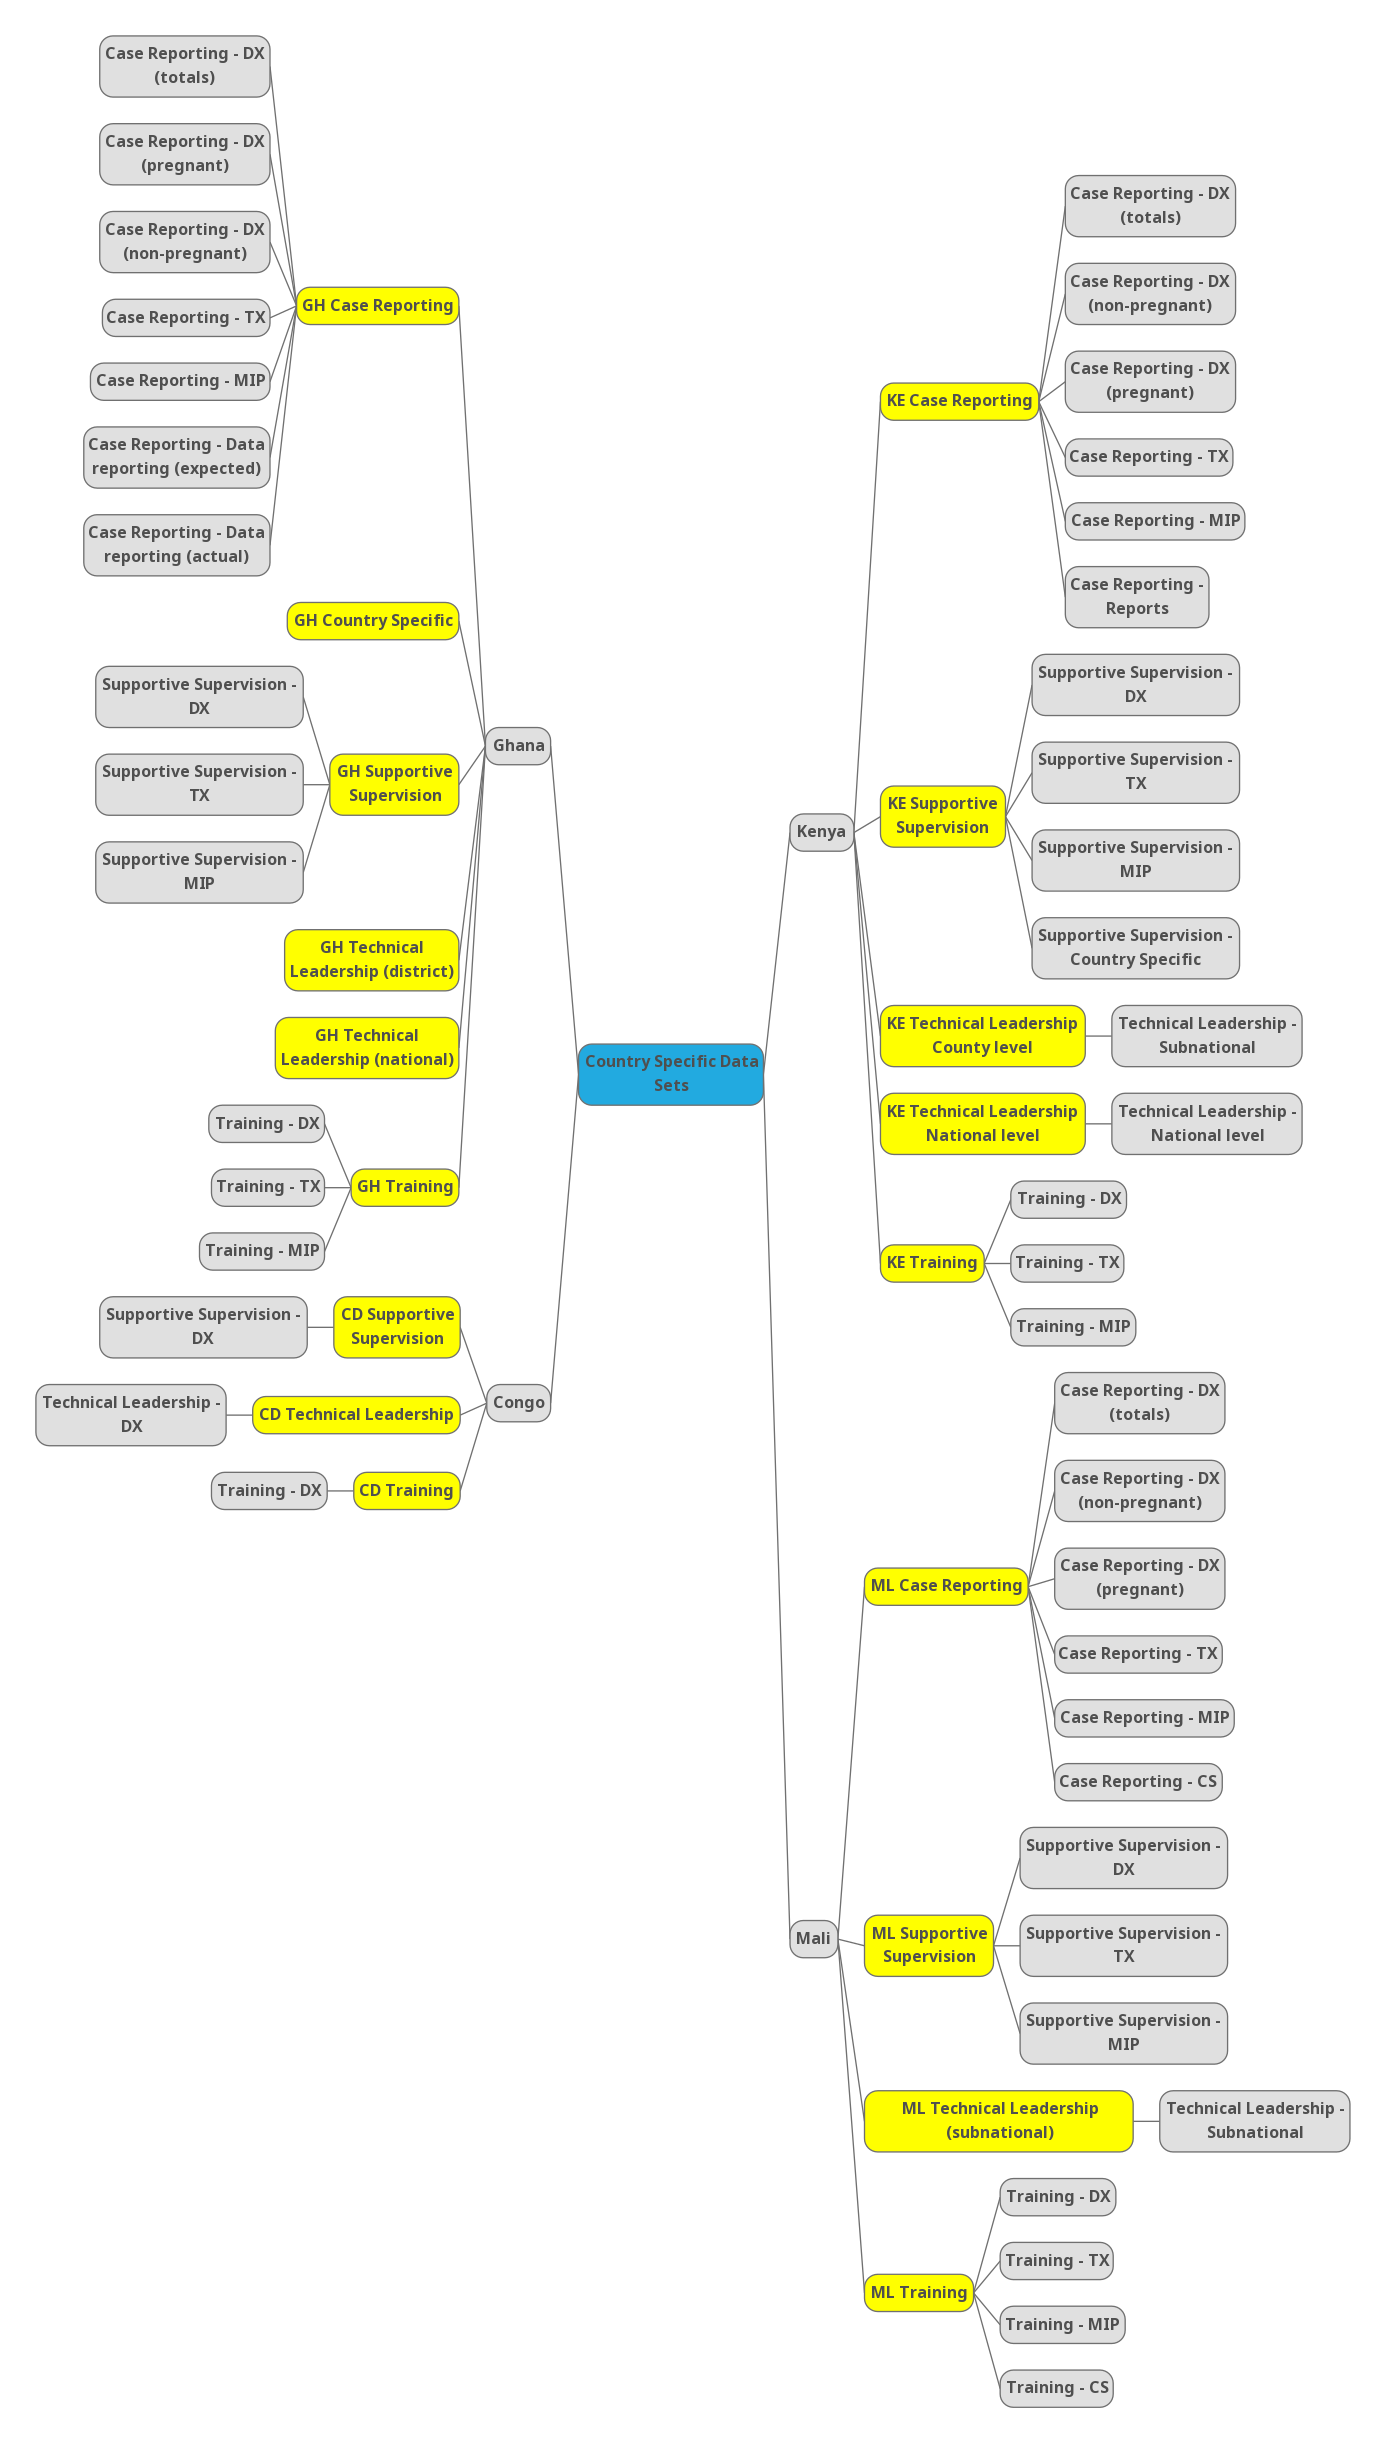 Country Specific Data
Sets
Ghana
GH Case Reporting
Case Reporting - DX
(totals)
Case Reporting - DX
(pregnant)
Case Reporting - DX
(non-pregnant)
Case Reporting - TX
Case Reporting - MIP
Case Reporting - Data
reporting (expected)
Case Reporting - Data
reporting (actual)
GH Country Specific
GH Supportive
Supervision
Supportive Supervision -
DX
Supportive Supervision -
TX
Supportive Supervision -
MIP
GH Technical
Leadership (district)
GH Technical
Leadership (national)
GH Training
Training - DX
Training - TX
Training - MIP
Congo
CD Supportive
Supervision
Supportive Supervision -
DX
CD Technical Leadership
Technical Leadership -
DX
CD Training
Training - DX
Kenya
KE Case Reporting
Case Reporting - DX
(totals)
Case Reporting - DX
(non-pregnant)
Case Reporting - DX
(pregnant)
Case Reporting - TX
Case Reporting - MIP
Case Reporting -
Reports
KE Supportive
Supervision
Supportive Supervision -
DX
Supportive Supervision -
TX
Supportive Supervision -
MIP
Supportive Supervision -
Country Specific
KE Technical Leadership
County level
Technical Leadership -
Subnational
KE Technical Leadership
National level
Technical Leadership -
National level
KE Training
Training - DX
Training - TX
Training - MIP
Mali
ML Case Reporting
Case Reporting - DX
(totals)
Case Reporting - DX
(non-pregnant)
Case Reporting - DX
(pregnant)
Case Reporting - TX
Case Reporting - MIP
Case Reporting - CS
ML Supportive
Supervision
Supportive Supervision -
DX
Supportive Supervision -
TX
Supportive Supervision -
MIP
ML Technical Leadership
(subnational)
Technical Leadership -
Subnational
ML Training
Training - DX
Training - TX
Training - MIP
Training - CS